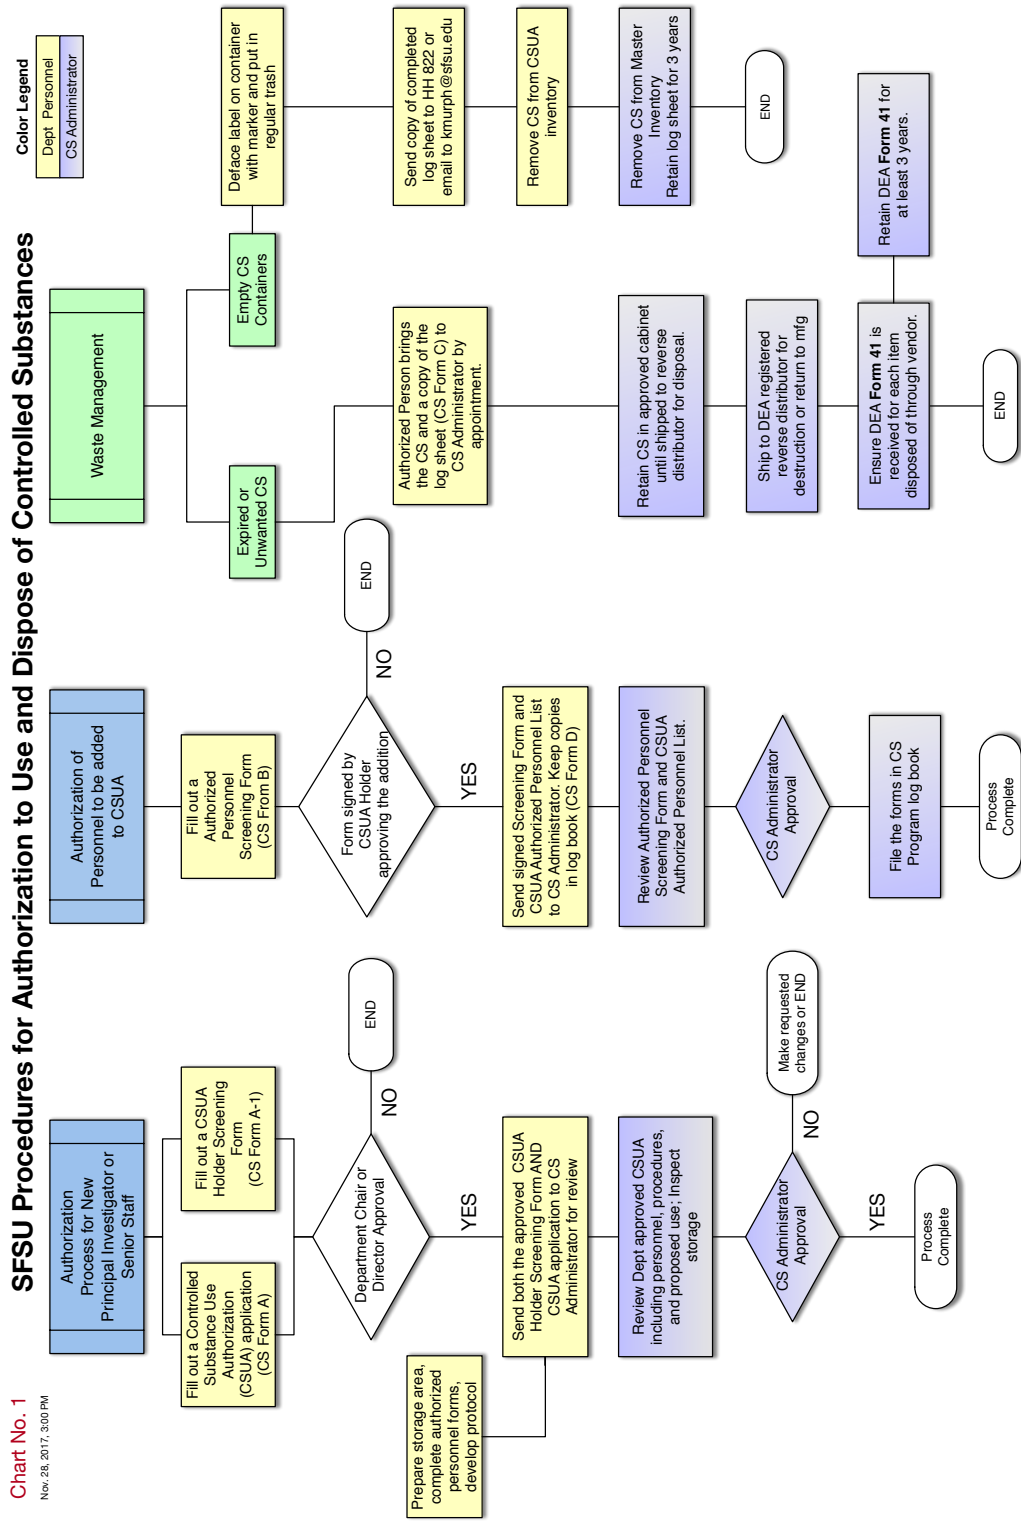 Chart No. 1
Nov. 28, 2017, 3:00 PM
SFSU Procedures for Authorization to Use and Dispose of Controlled Substances
Color Legend
Dept Personnel
CS Administrator
Authorization
Process for New
Principal Investigator or
Senior Staff
Fill out a Controlled
Substance Use
Authorization
(CSUA) application
(CS Form A)
Fill out a CSUA
Holder Screening
Form
(CS Form A-1)
Department Chair or
Director Approval
NO
END
YES
Prepare storage area,
complete authorized
personnel forms,
develop protocol
Send both the approved CSUA
Holder Screening Form AND
CSUA application to CS
Administrator for review
Review Dept approved CSUA
including personnel, procedures,
and proposed use; Inspect
storage
CS Administrator
Approval
NO
Make requested
changes or END
YES
Process
Complete
Authorization of
Personnel to be added
to CSUA
Fill out a
Authorized
Personel
Screening Form
(CS From B)
Form signed by
CSUA Holder
approving the addition
NO
END
YES
Send signed Screening Form and
CSUA Authorized Personnel List
to CS Administrator. Keep copies
in log book (CS Form D)
Review Authorized Personnel
Screening Form and CSUA
Authorized Personnel List.
CS Administrator
Approval
File the forms in CS
Program log book
Process
Complete
Waste Management
Expired or
Unwanted CS
Authorized Person brings
the CS and a copy of the
log sheet (CS Form C) to
CS Administrator by
appointment.
Retain CS in approved cabinet
until shipped to reverse
distributor for disposal.
Ship to DEA registered
reverse distributor for
destruction or return to mfg
Ensure DEA Form 41 is
received for each item
disposed of through vendor.
Retain DEA Form 41 for
at least 3 years.
END
Empty CS
Containers
Deface label on container
with marker and put in
regular trash
Send copy of completed
log sheet to HH 822 or
email to kmurph@sfsu.edu
Remove CS from CSUA
inventory
Remove CS from Master
Inventory
Retain log sheet for 3 years
END